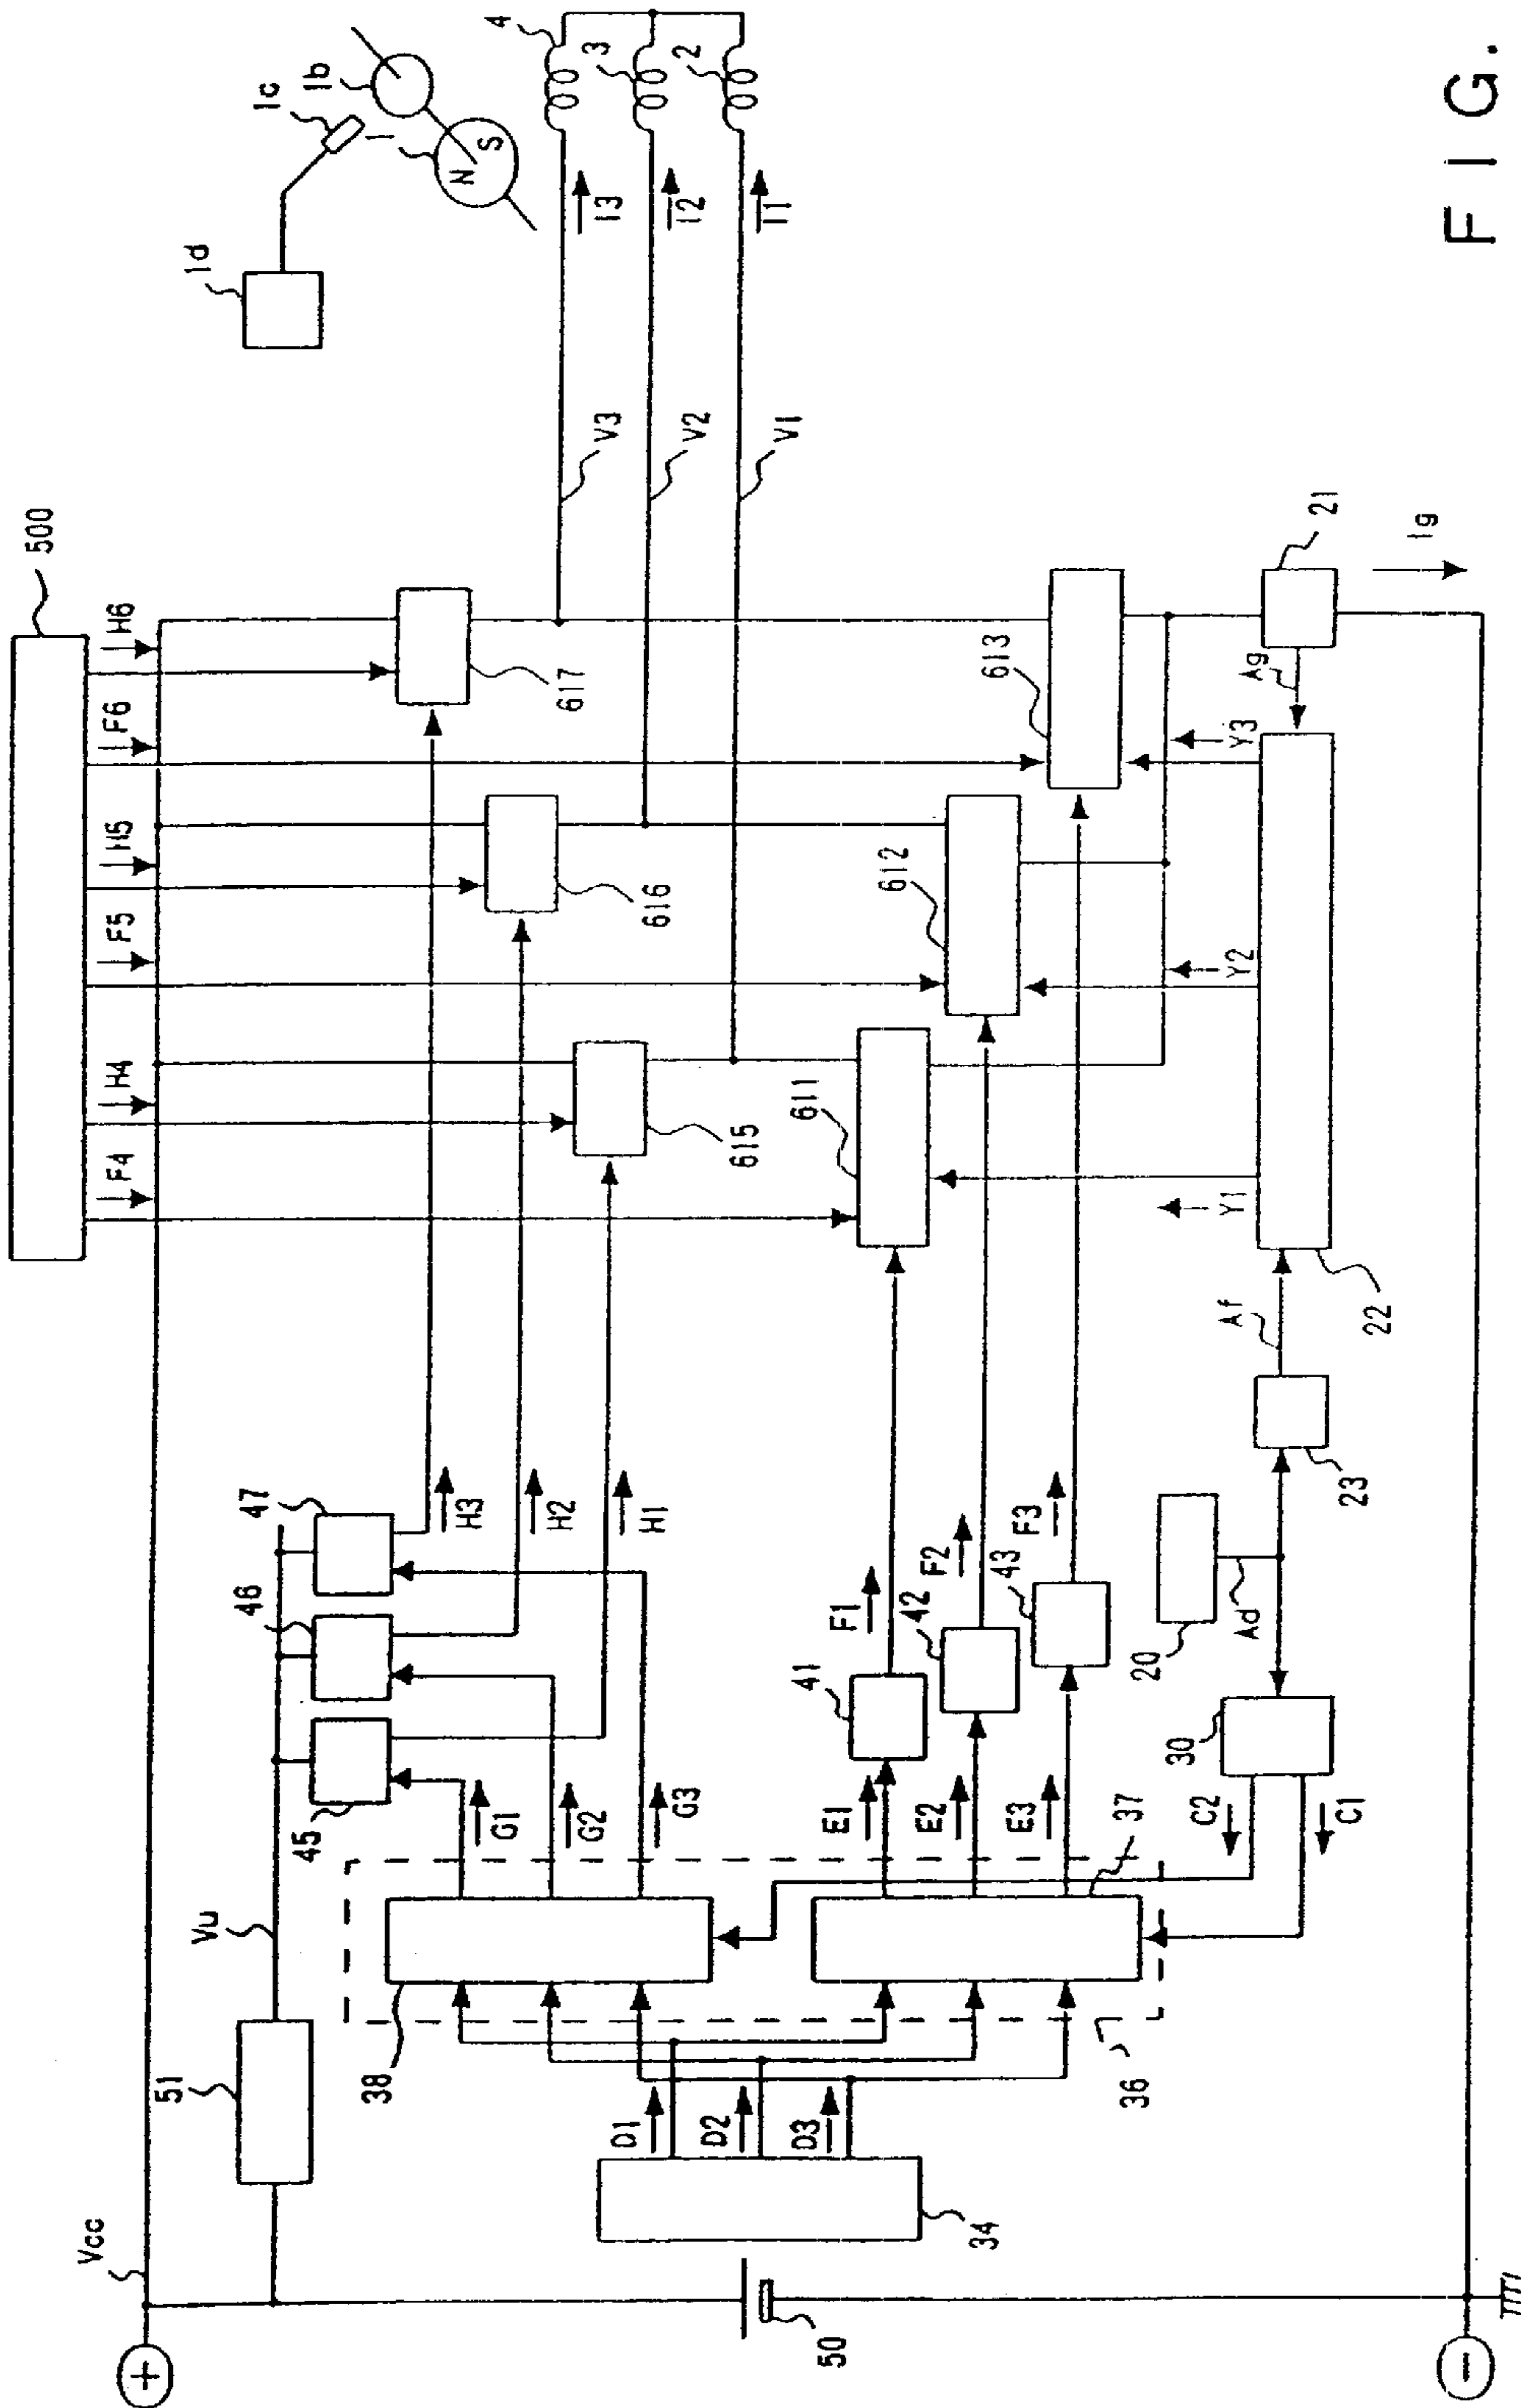 500
F4
H4
F5
H5
F6
H6
1d
1c
1b
1
N
S
4
3
2
I3
I2
I1
V3
V2
V1
617
616
615
613
612
611
Vcc
Vu
51
45
46
47
H3
H2
H1
G1
G2
G3
38
D1
D2
D3
34
36
37
E1
E2
E3
41
42
43
F1
F2
F3
20
Ad
30
C2
C1
23
Af
22
Y1
Y2
Y3
Ag
21
Ig
50
+
−
FIG.